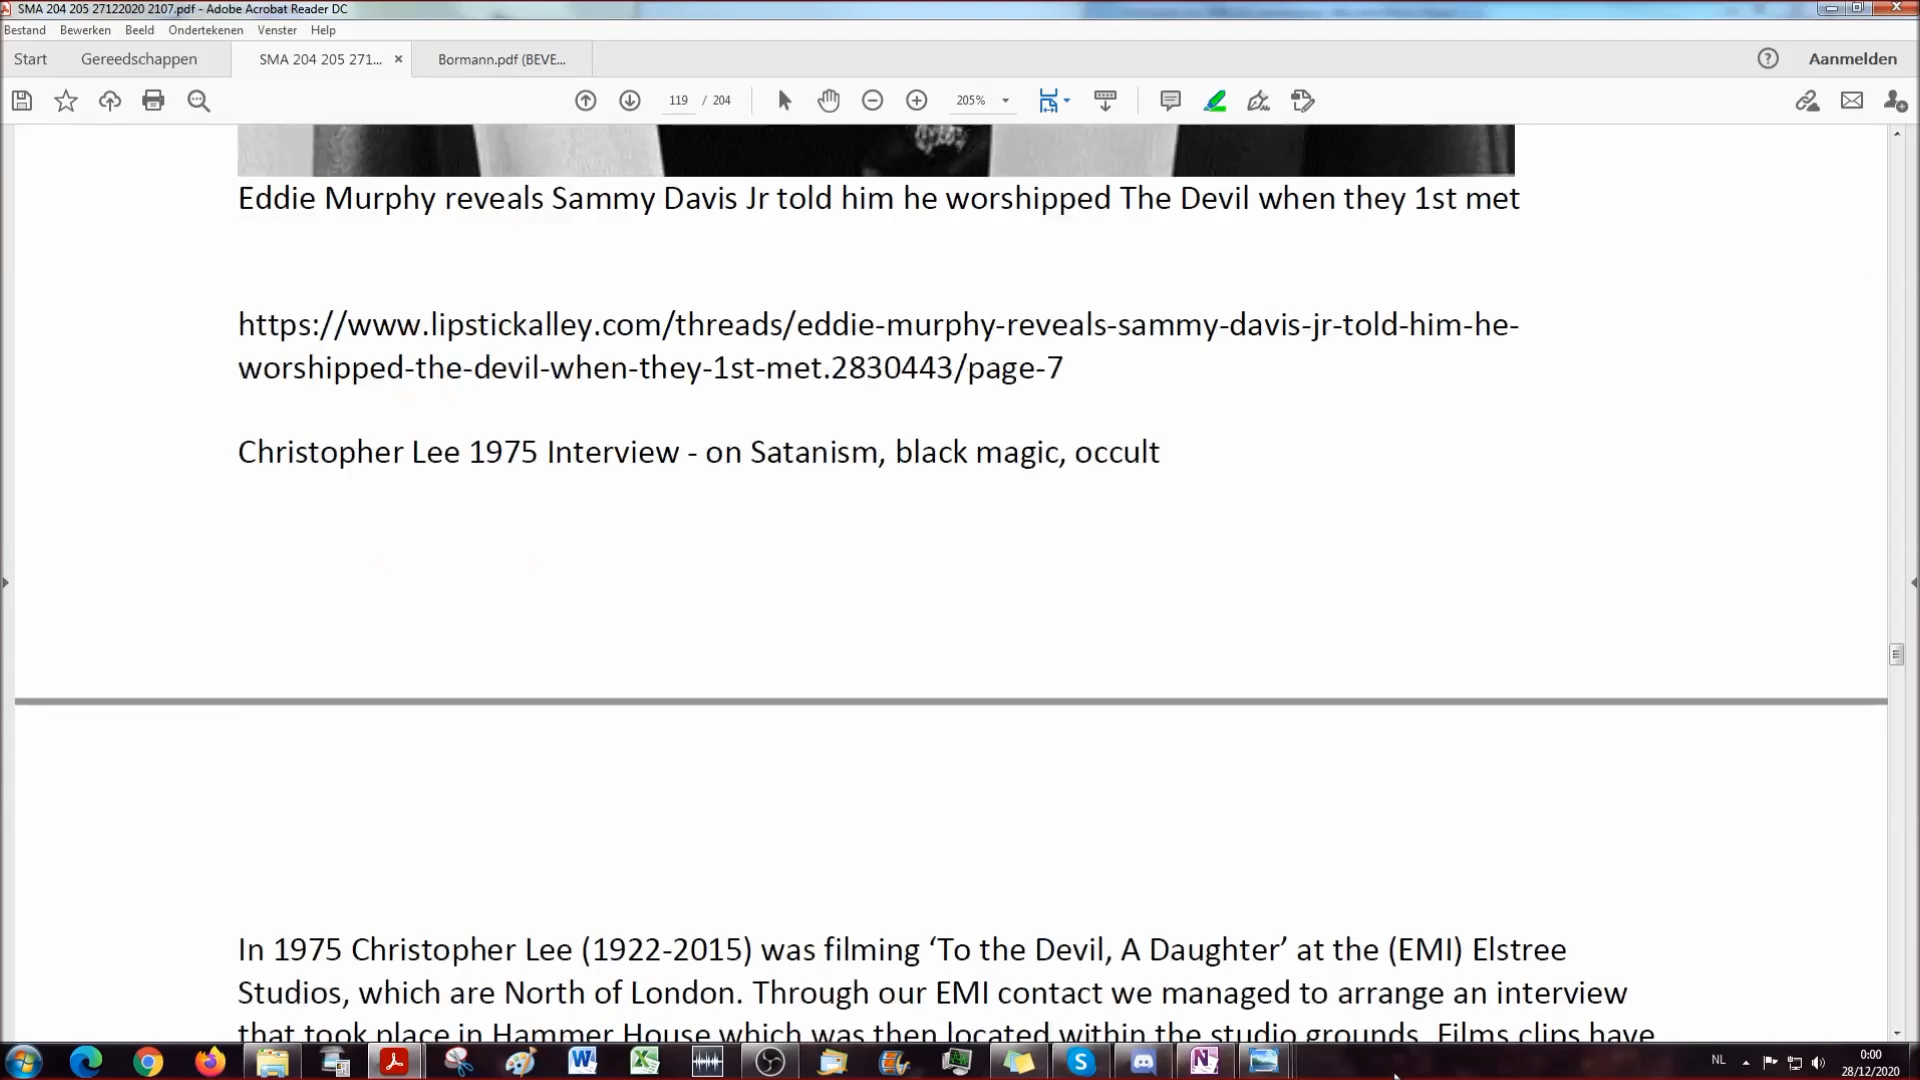 SMA 204 205 27122020 2107.pdf - Adobe Acrobat Reader DC
Bestand Bewerken Beeld Ondertekenen Venster Help
Start Gereedschappen SMA 204 205 271... × Bormann.pdf (BEVE... Aanmelden
119 / 204 205%
Eddie Murphy reveals Sammy Davis Jr told him he worshipped The Devil when they 1st met
https://www.lipstickalley.com/threads/eddie-murphy-reveals-sammy-davis-jr-told-him-he-
worshipped-the-devil-when-they-1st-met.2830443/page-7
Christopher Lee 1975 Interview - on Satanism, black magic, occult
In 1975 Christopher Lee (1922-2015) was filming ‘To the Devil, A Daughter’ at the (EMI) Elstree
Studios, which are North of London. Through our EMI contact we managed to arrange an interview
that took place in Hammer House which was then located within the studio grounds. Films clips have
NL 0:00
28/12/2020